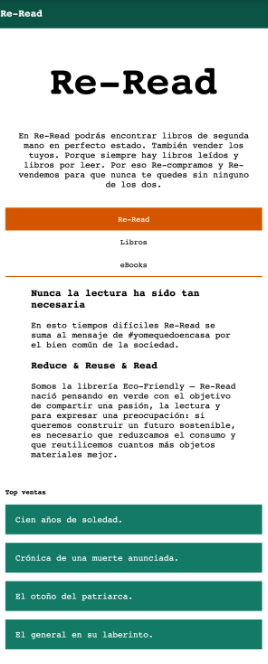 Re-Read
Re-Read
En Re-Read podrás encontrar libros de segunda
mano en perfecto estado. También vender los
tuyos. Porque siempre hay libros leídos y
libros por leer. Por eso Re-compramos y Re-
vendemos para que nunca te quedes sin ninguno
de los dos.
Re-Read
Libros
eBooks
Nunca la lectura ha sido tan
necesaria
En esto tiempos difíciles Re-Read se
suma al mensaje de #yomequedoencasa por
el bien común de la sociedad.
Reduce & Reuse & Read
Somos la librería Eco-Friendly — Re-Read
nació pensando en verde con el objetivo
de compartir una pasión, la lectura y
para expresar una preocupación: si
queremos construir un futuro sostenible,
es necesario que reduzcamos el consumo y
que reutilicemos cuantos más objetos
materiales mejor.
Top ventas
Cien años de soledad.
Crónica de una muerte anunciada.
El otoño del patriarca.
El general en su laberinto.